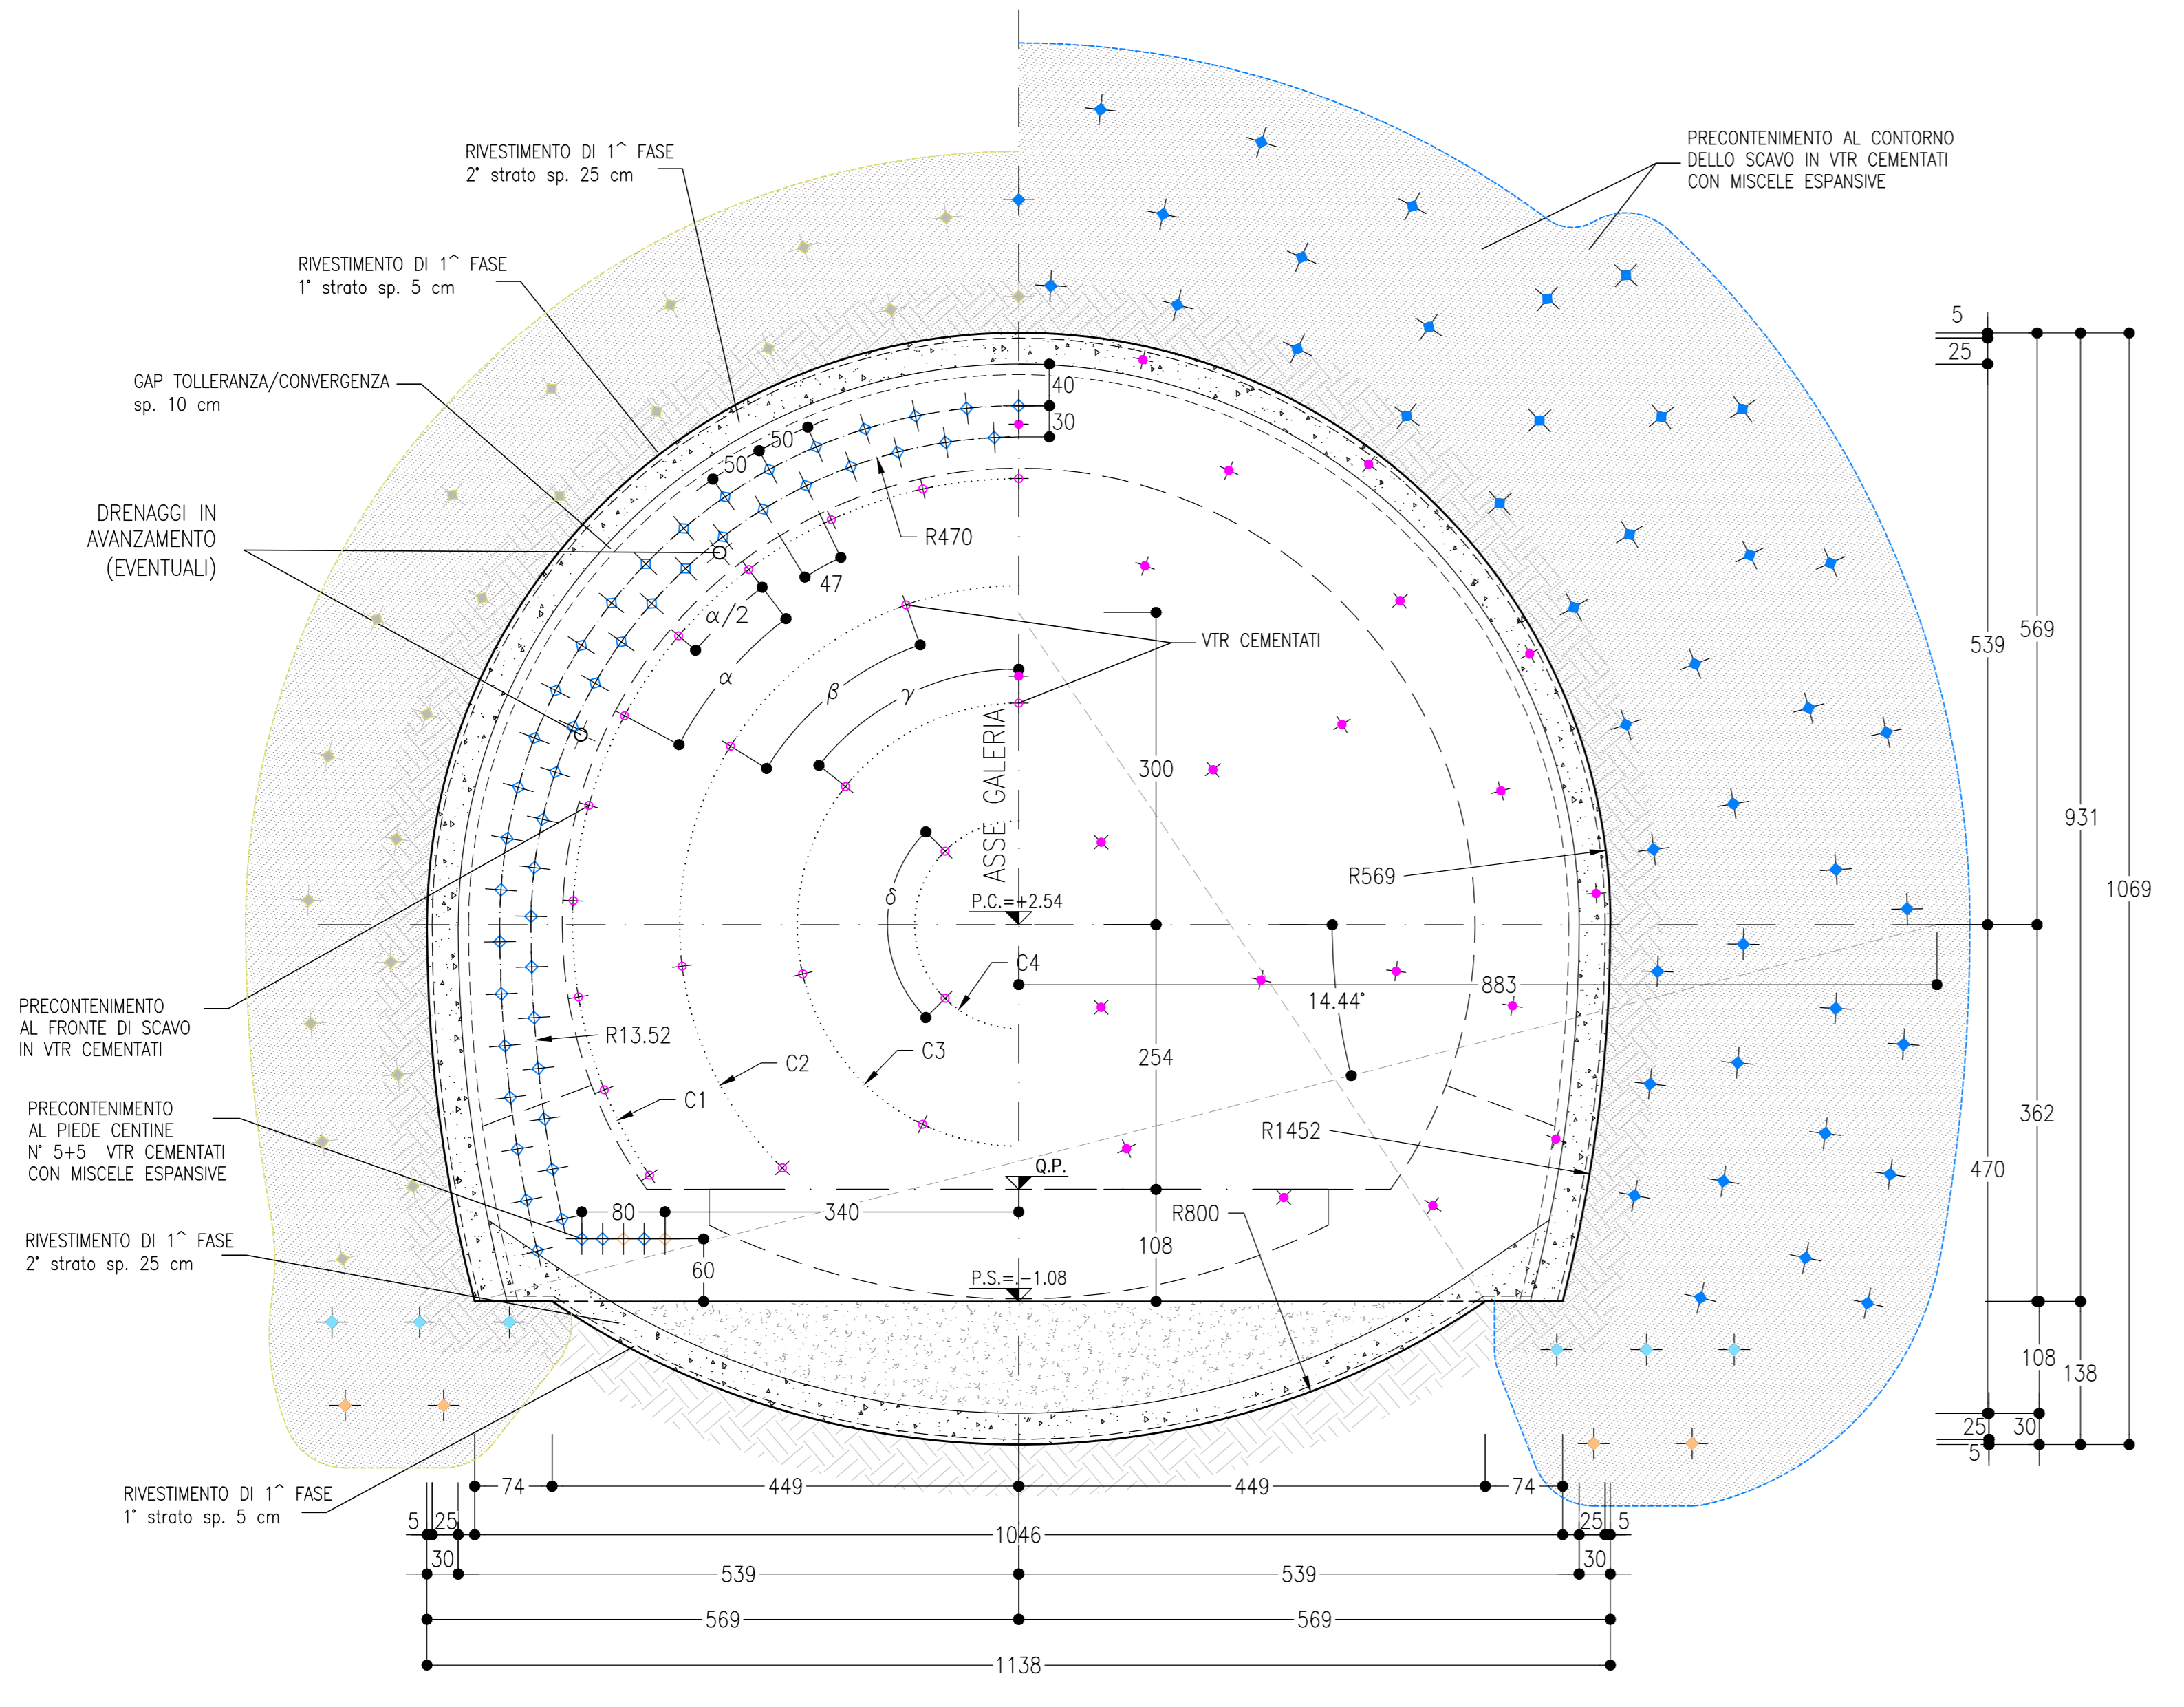 PRECONTENIMENTO AL CONTORNO
DELLO SCAVO IN VTR CEMENTATI
CON MISCELE ESPANSIVE
RIVESTIMENTO DI 1^ FASE
2° strato sp. 25 cm
RIVESTIMENTO DI 1^ FASE
1° strato sp. 5 cm
GAP TOLLERANZA/CONVERGENZA
sp. 10 cm
DRENAGGI IN
AVANZAMENTO
(EVENTUALI)
PRECONTENIMENTO
AL FRONTE DI SCAVO
IN VTR CEMENTATI
PRECONTENIMENTO
AL PIEDE CENTINE
N° 5+5 VTR CEMENTATI
CON MISCELE ESPANSIVE
RIVESTIMENTO DI 1^ FASE
2° strato sp. 25 cm
RIVESTIMENTO DI 1^ FASE
1° strato sp. 5 cm
40
30
50
50
R470
47
α/2
α
β
γ
δ
VTR CEMENTATI
ASSE GALERIA
300
P.C.=+2.54
R569
C4
883
14.44°
R13.52
C3
C2
C1
254
R1452
Q.P.
80
340
R800
108
60
P.S.=.-1.08
5
25
539
569
931
1069
362
470
108
138
25
30
5
74
449
449
74
5
25
1046
25
5
30
539
539
30
569
569
1138